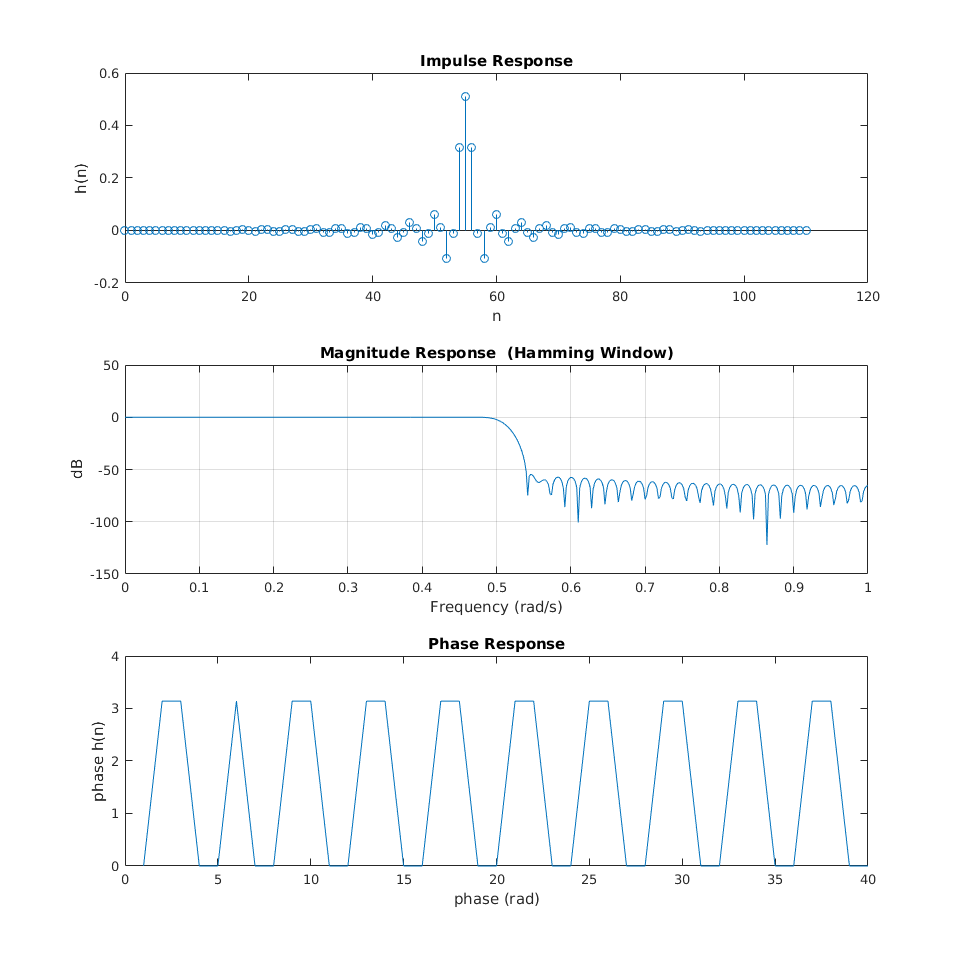 Impulse Response
0.6
0.4
0.2
0
-0.2
h(n)
0 20 40 60 80 100 120
n
Magnitude Response (Hamming Window)
50
0
-50
-100
-150
dB
0 0.1 0.2 0.3 0.4 0.5 0.6 0.7 0.8 0.9 1
Frequency (rad/s)
Phase Response
4
3
2
1
0
phase h(n)
0 5 10 15 20 25 30 35 40
phase (rad)